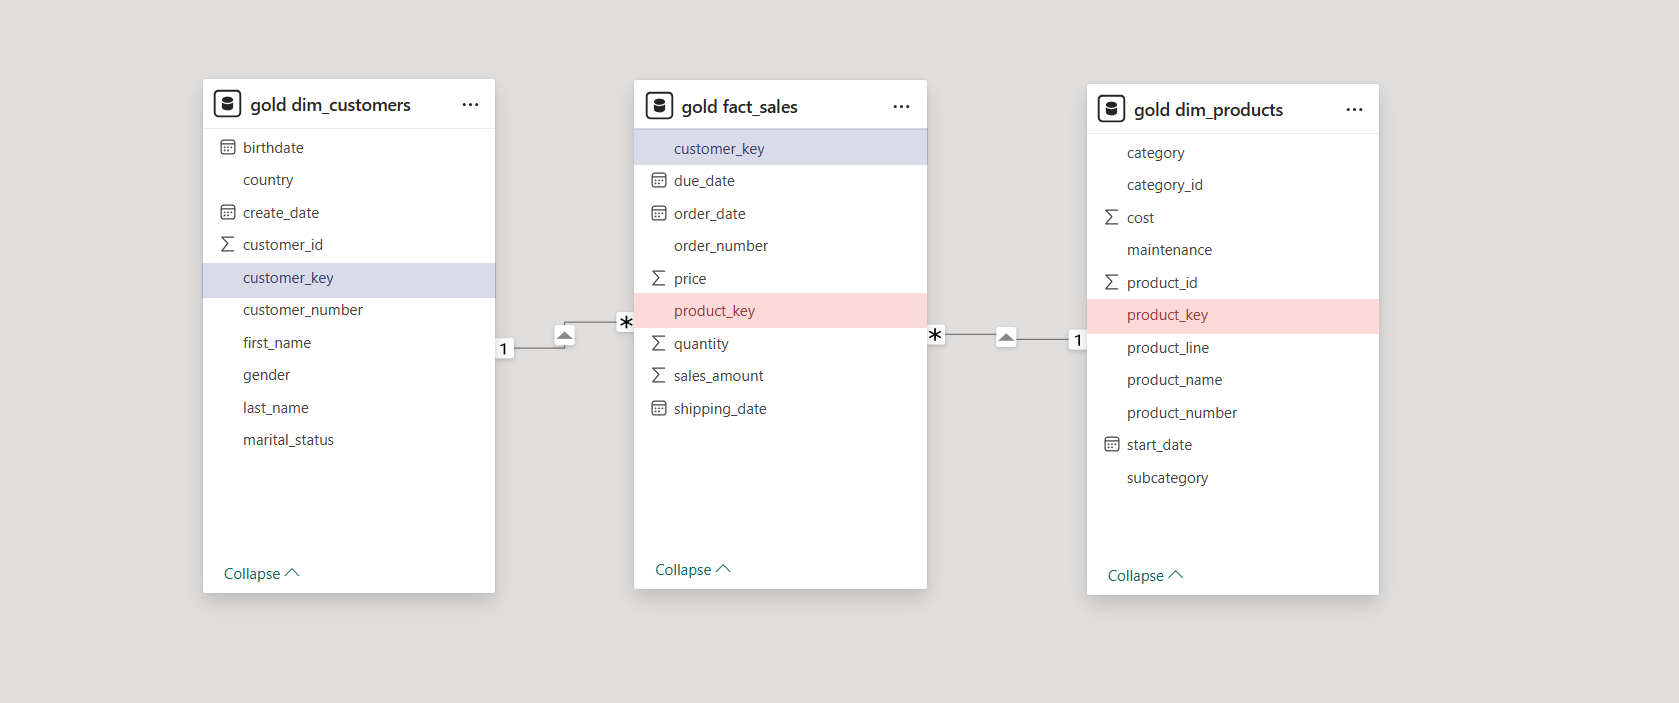 gold dim_customers
birthdate
country
create_date
customer_id
customer_key
customer_number
first_name
gender
last_name
marital_status
Collapse
1
*
gold fact_sales
customer_key
due_date
order_date
order_number
price
product_key
quantity
sales_amount
shipping_date
Collapse
*
1
gold dim_products
category
category_id
cost
maintenance
product_id
product_key
product_line
product_name
product_number
start_date
subcategory
Collapse